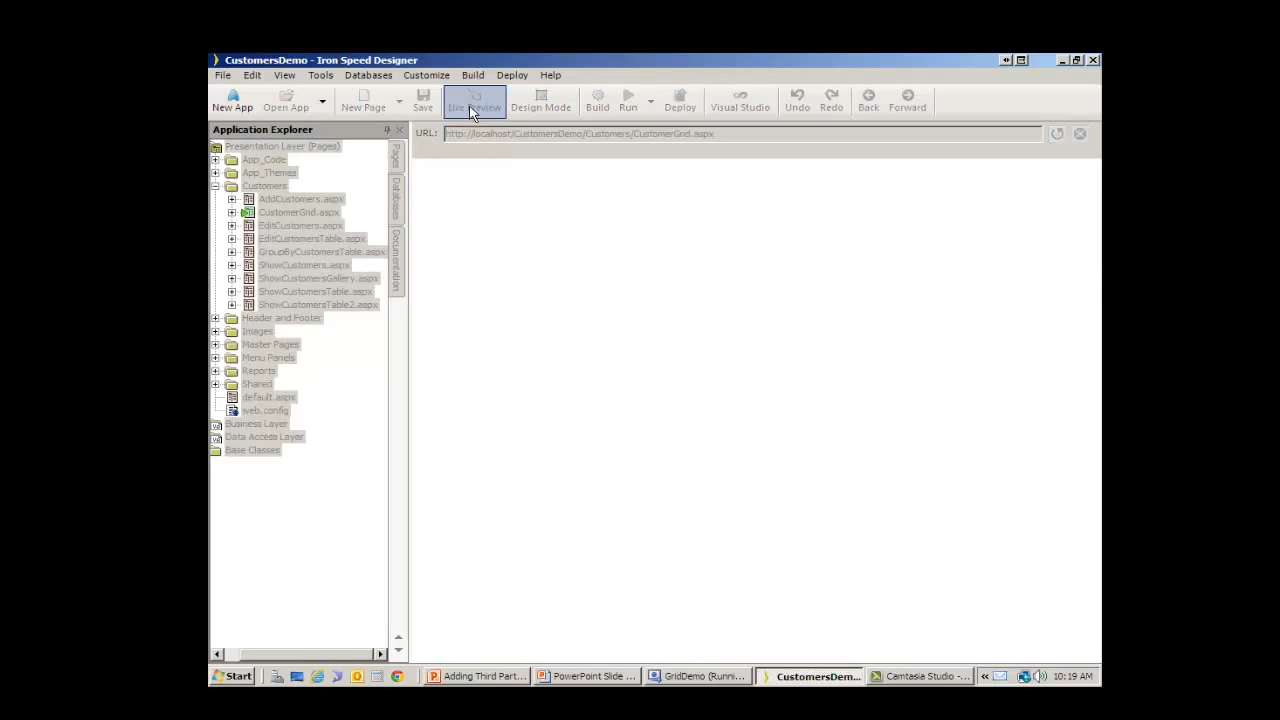 CustomersDemo - Iron Speed Designer
File Edit View Tools Databases Customize Build Deploy Help
New App Open App New Page Save Live Preview Design Mode Build Run Deploy Visual Studio Undo Redo Back Forward
Application Explorer
URL: http://localhost/CustomersDemo/Customers/CustomerGrid.aspx
Presentation Layer (Pages)
App_Code
App_Themes
Customers
AddCustomers.aspx
CustomerGrid.aspx
EditCustomers.aspx
EditCustomersTable.aspx
GroupByCustomersTable.aspx
ShowCustomers.aspx
ShowCustomersGallery.aspx
ShowCustomersTable.aspx
ShowCustomersTable2.aspx
Header and Footer
Images
Master Pages
Menu Panels
Reports
Shared
default.aspx
web.config
Business Layer
Data Access Layer
Base Classes
Pages
Databases
Documentation
Start
Adding Third Part...
PowerPoint Slide ...
GridDemo (Runni...
CustomersDem...
Camtasia Studio -...
10:19 AM